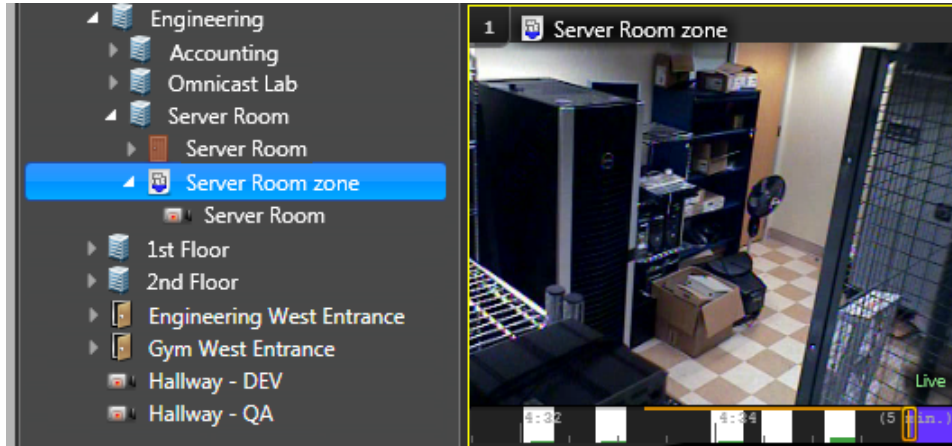 Engineering
Accounting
Omnicast Lab
Server Room
Server Room
Server Room zone
Server Room
1st Floor
2nd Floor
Engineering West Entrance
Gym West Entrance
Hallway - DEV
Hallway - QA
1 Server Room zone
Live
4:32 4:34 (5 min.)